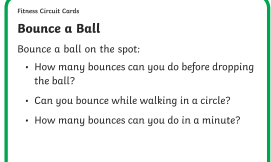 Fitness Circuit Cards
Bounce a Ball
Bounce a ball on the spot:
• How many bounces can you do before dropping
the ball?
• Can you bounce while walking in a circle?
• How many bounces can you do in a minute?